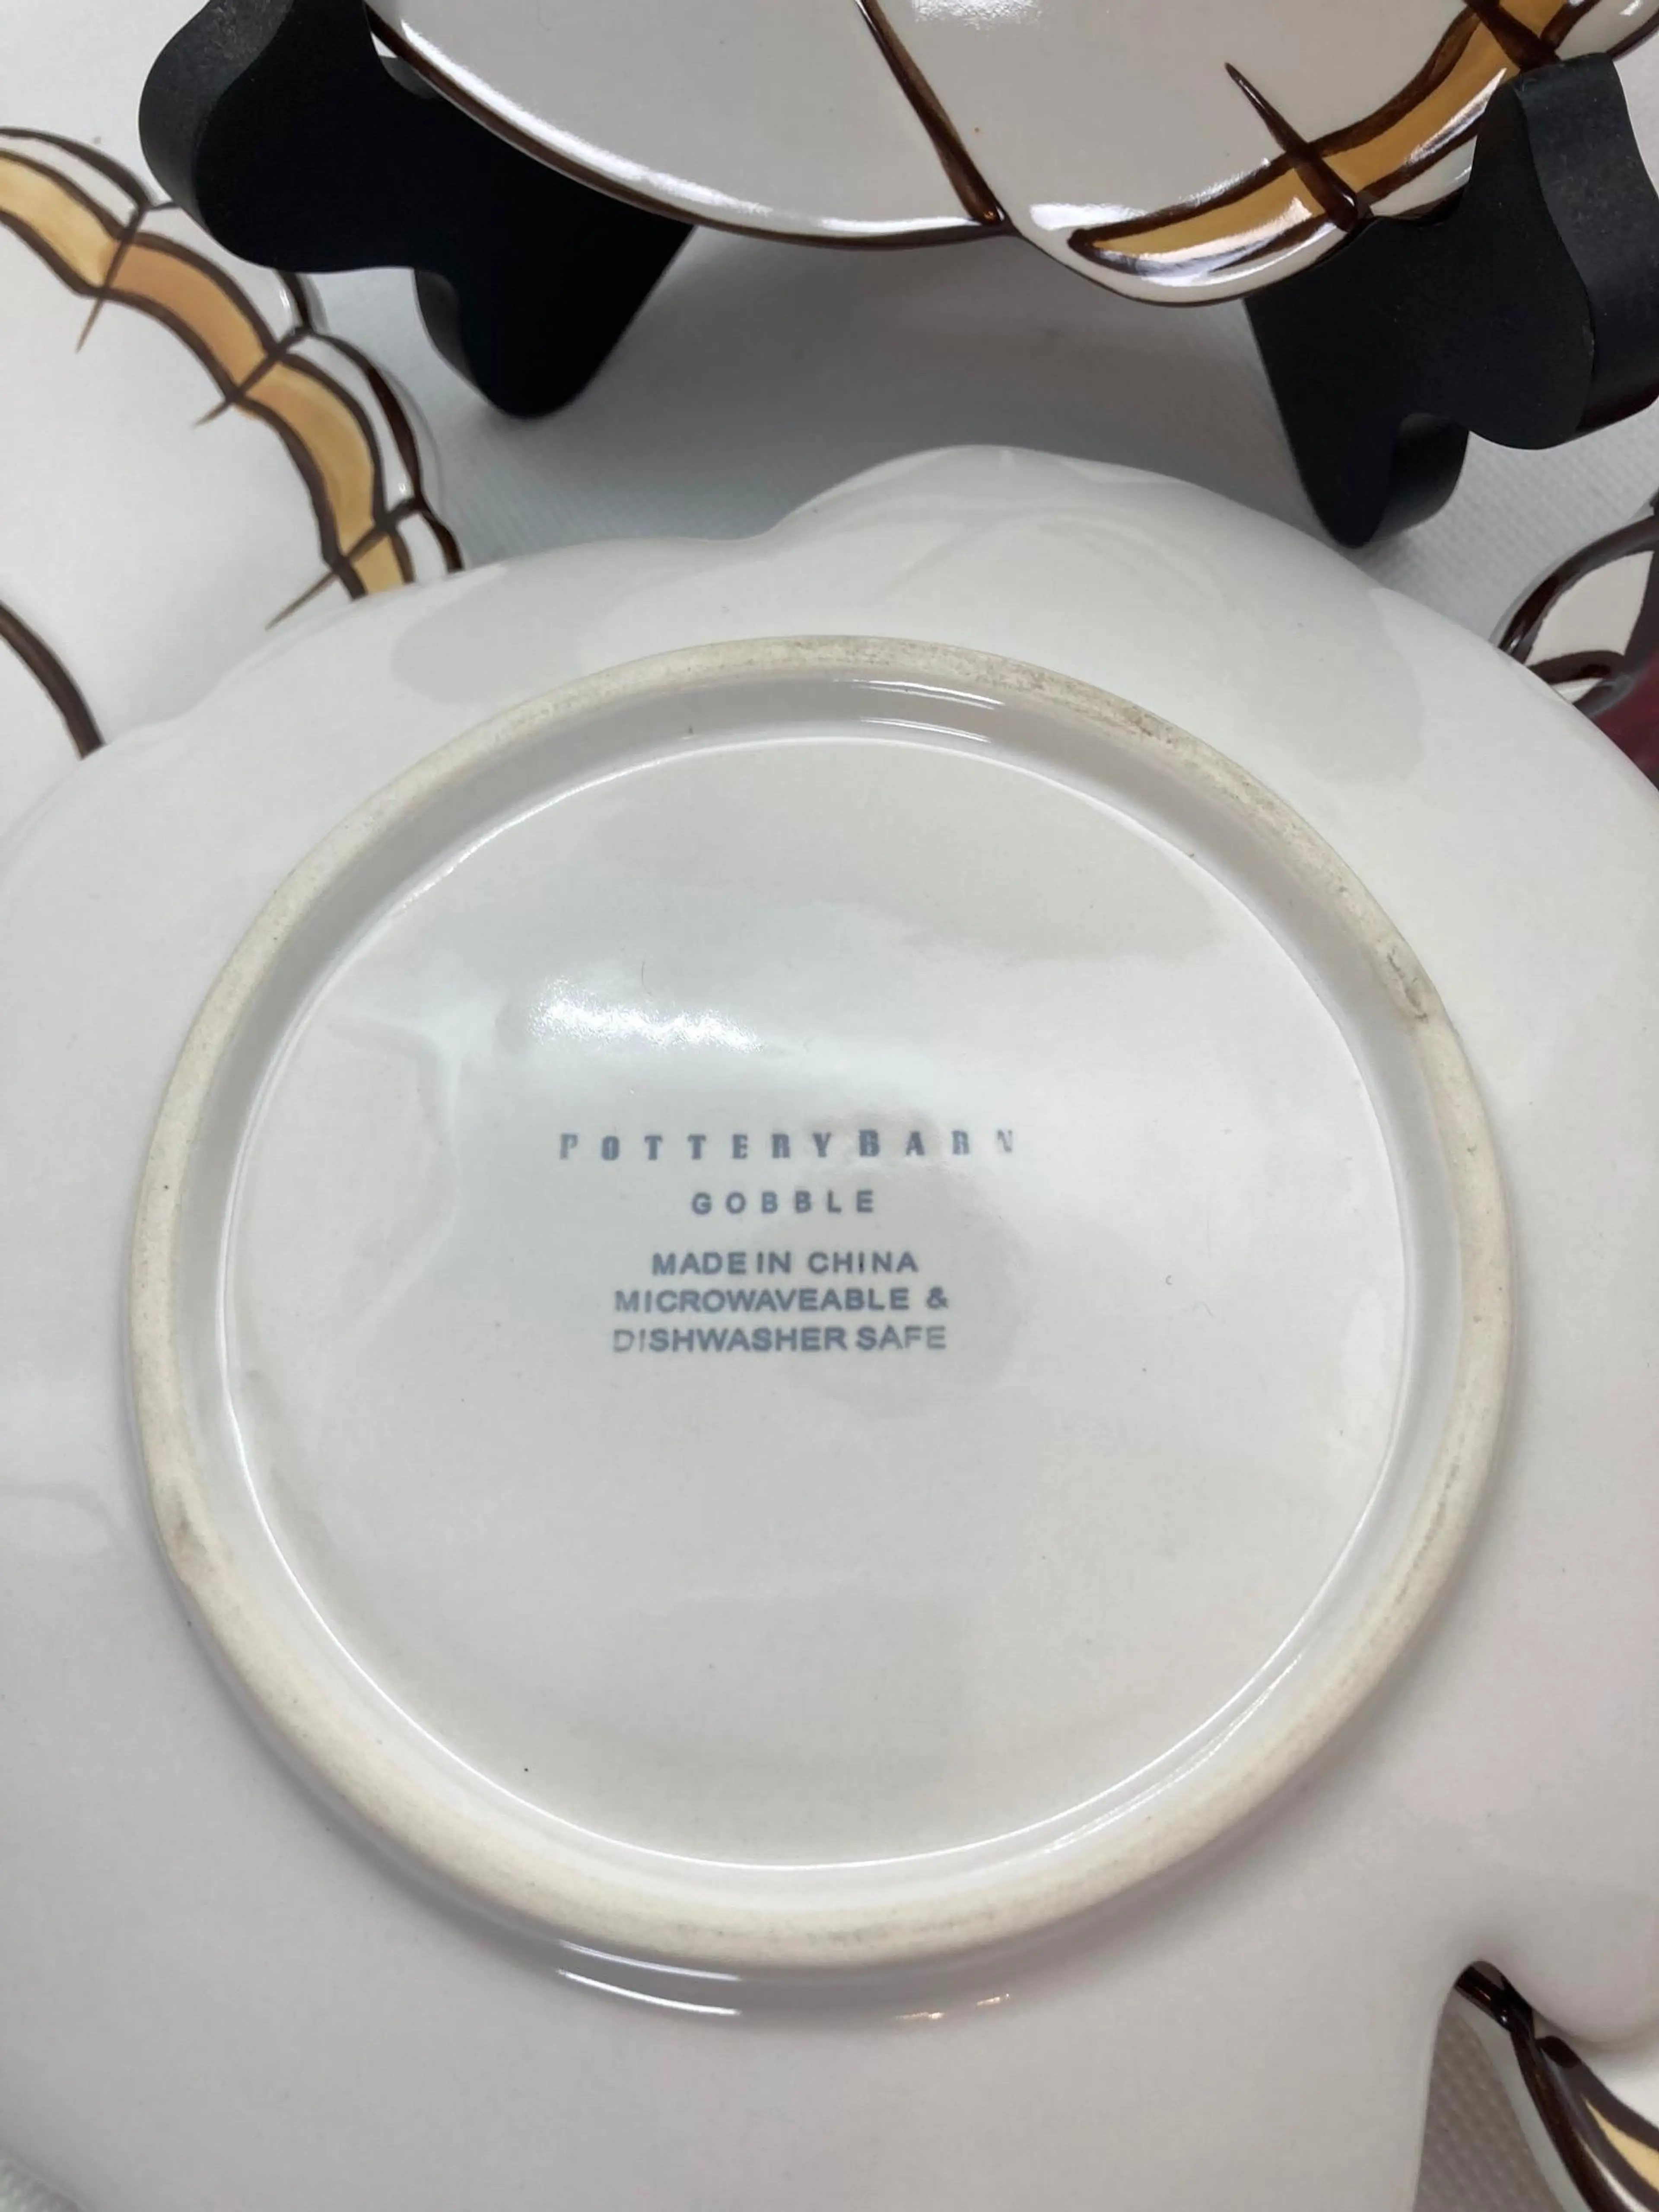 POTTERYBARN
GOBBLE
MADE IN CHINA
MICROWAVEABLE &
DISHWASHER SAFE